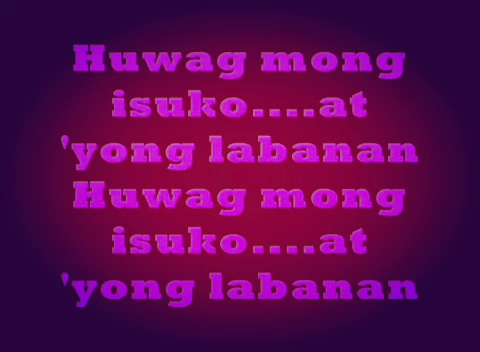 Huwag mong
isuko....at
'yong labanan
Huwag mong
isuko....at
'yong labanan